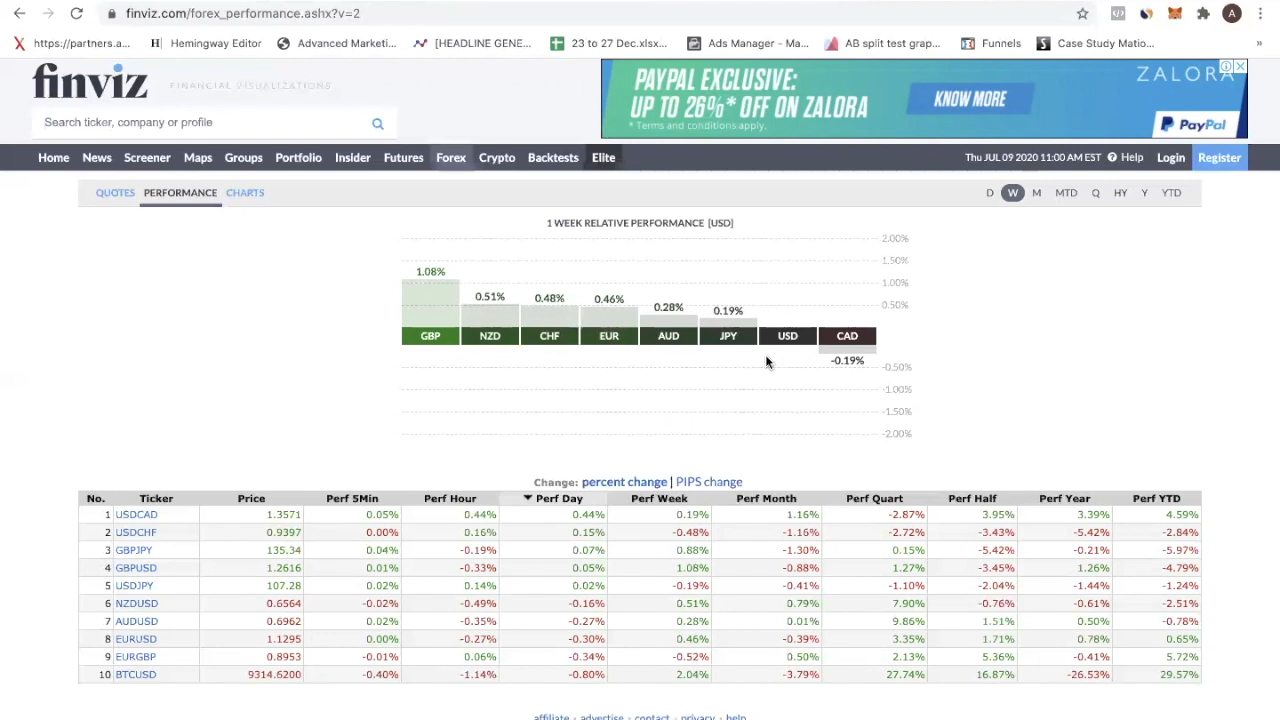 finviz.com/forex_performance.ashx?v=2
A
https://partners.a... Hemingway Editor Advanced Marketi... [HEADLINE GENE... 23 to 27 Dec.xlsx... Ads Manager - Ma... AB split test grap... Funnels Case Study Matio... »
finviz FINANCIAL VISUALIZATIONS
PAYPAL EXCLUSIVE:
UP TO 26%* OFF ON ZALORA
* Terms and conditions apply.
KNOW MORE
ZALORA
PayPal
Search ticker, company or profile
Home News Screener Maps Groups Portfolio Insider Futures Forex Crypto Backtests Elite Thu JUL 09 2020 11:00 AM EST Help Login Register
QUOTES PERFORMANCE CHARTS D W M MTD Q HY Y YTD
1 WEEK RELATIVE PERFORMANCE [USD]
2.00%
1.50%
1.08% 1.00%
0.51% 0.48% 0.46% 0.28% 0.19% 0.50%
GBP NZD CHF EUR AUD JPY USD CAD
-0.19% -0.50%
-1.00%
-1.50%
-2.00%
Change: percent change | PIPS change
No. Ticker Price Perf 5Min Perf Hour Perf Day Perf Week Perf Month Perf Quart Perf Half Perf Year Perf YTD
1 USDCAD 1.3571 0.05% 0.44% 0.44% 0.19% 1.16% -2.87% 3.95% 3.39% 4.59%
2 USDCHF 0.9397 0.00% 0.16% 0.15% -0.48% -1.16% -2.72% -3.43% -5.42% -2.84%
3 GBPJPY 135.34 0.04% -0.19% 0.07% 0.88% -1.30% 0.15% -5.42% -0.21% -5.97%
4 GBPUSD 1.2616 0.01% -0.33% 0.05% 1.08% -0.88% 1.27% -3.45% 1.26% -4.79%
5 USDJPY 107.28 0.02% 0.14% 0.02% -0.19% -0.41% -1.10% -2.04% -1.44% -1.24%
6 NZDUSD 0.6564 -0.02% -0.49% -0.16% 0.51% 0.79% 7.90% -0.76% -0.61% -2.51%
7 AUDUSD 0.6962 0.02% -0.35% -0.27% 0.28% 0.01% 9.86% 1.51% 0.50% -0.78%
8 EURUSD 1.1295 0.00% -0.27% -0.30% 0.46% -0.39% 3.35% 1.71% 0.78% 0.65%
9 EURGBP 0.8953 -0.01% 0.06% -0.34% -0.52% 0.50% 2.13% 5.36% -0.41% 5.72%
10 BTCUSD 9314.6200 -0.40% -1.14% -0.80% 2.04% -3.79% 27.74% 16.87% -26.53% 29.57%
affiliate · advertise · contact · privacy · help